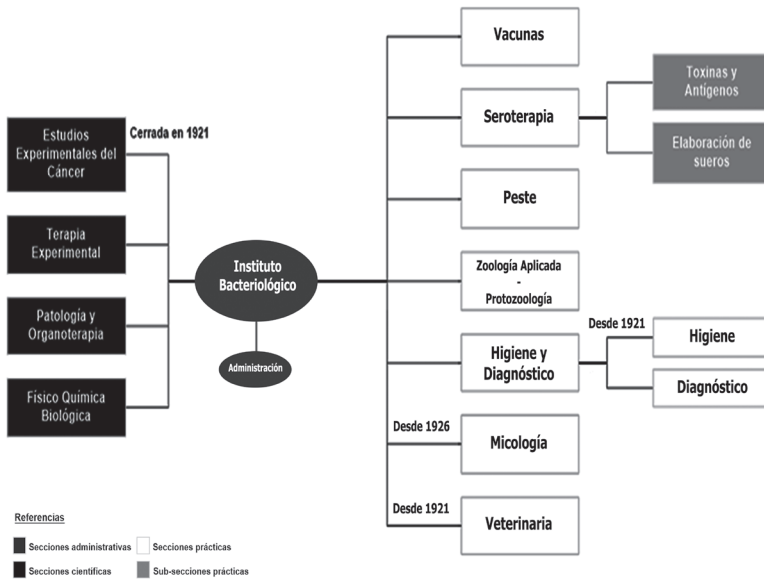 Estudios
Experimentales del
Cáncer
Cerrada en 1921
Terapia
Experimental
Patología y
Organoterapia
Físico Química
Biológica
Instituto
Bacteriológico
Administración
Vacunas
Seroterapia
Toxinas y
Antígenos
Elaboración de
sueros
Peste
Zoología Aplicada
-
Protozoología
Higiene y
Diagnóstico
Desde 1921
Higiene
Diagnóstico
Desde 1926
Micología
Desde 1921
Veterinaria
Referencias
Secciones administrativas
Secciones prácticas
Secciones científicas
Sub-secciones prácticas